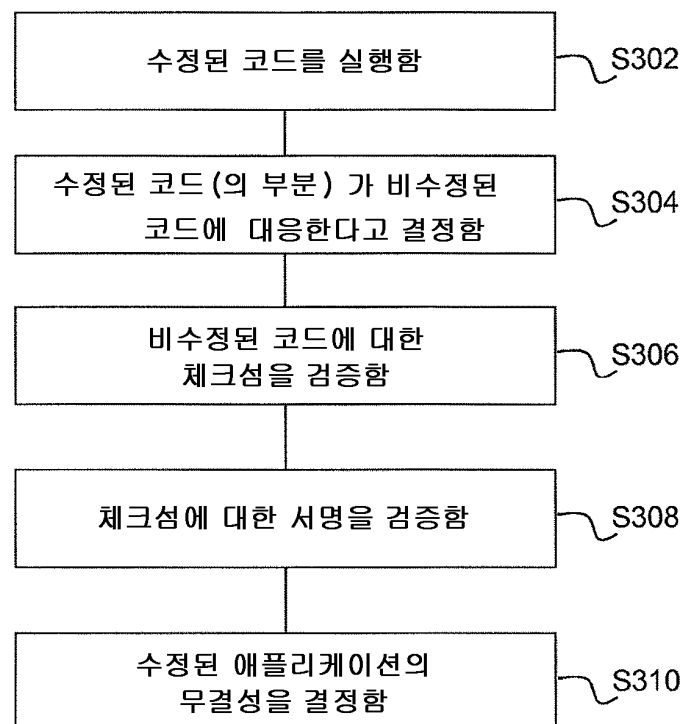 수정된 코드를 실행함
S302
수정된 코드(의 부분) 가 비수정된
코드에 대응한다고 결정함
S304
비수정된 코드에 대한
체크섬을 검증함
S306
체크섬에 대한 서명을 검증함
S308
수정된 애플리케이션의
무결성을 결정함
S310